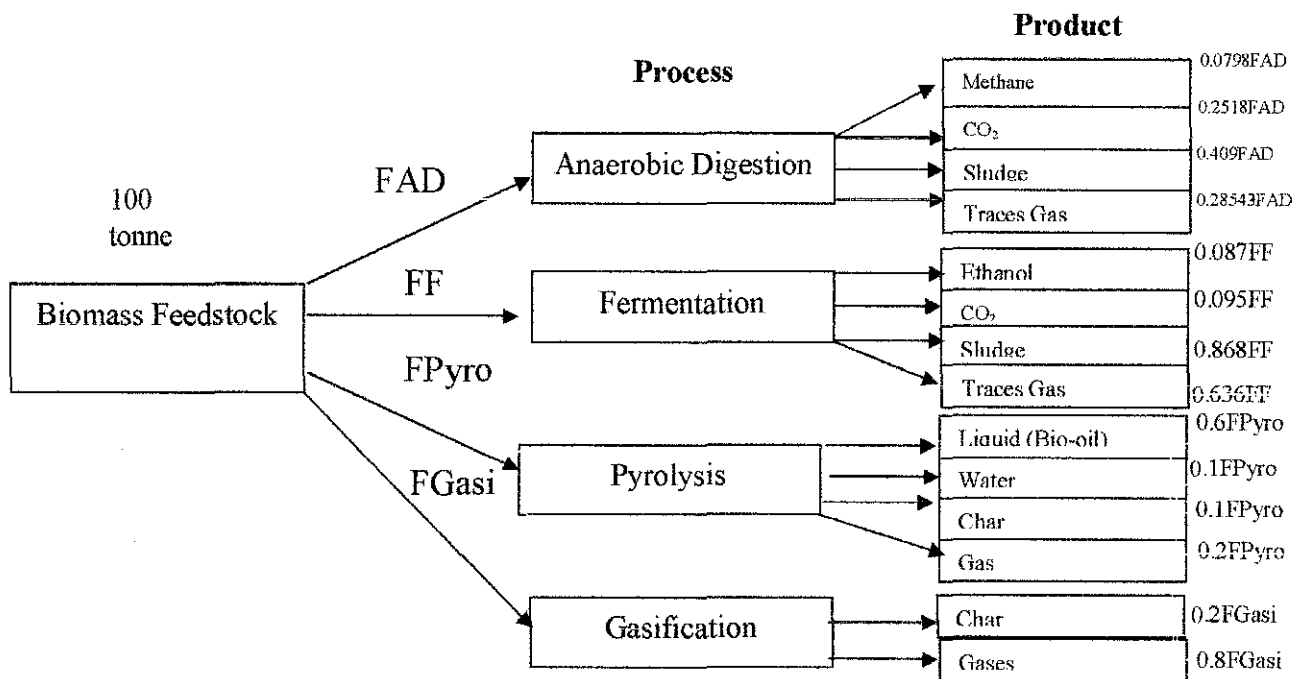 Product
Process
100
tonne
Biomass Feedstock
FAD
FF
FPyro
FGasi
Anaerobic Digestion
Methane
0.0798FAD
CO₂
0.2518FAD
Sludge
0.409FAD
Traces Gas
0.28543FAD
Fermentation
Ethanol
0.087FF
CO₂
0.095FF
Sludge
0.868FF
Traces Gas
0.636FF
Pyrolysis
Liquid (Bio-oil)
0.6FPyro
Water
0.1FPyro
Char
0.1FPyro
Gas
0.2FPyro
Gasification
Char
0.2FGasi
Gases
0.8FGasi